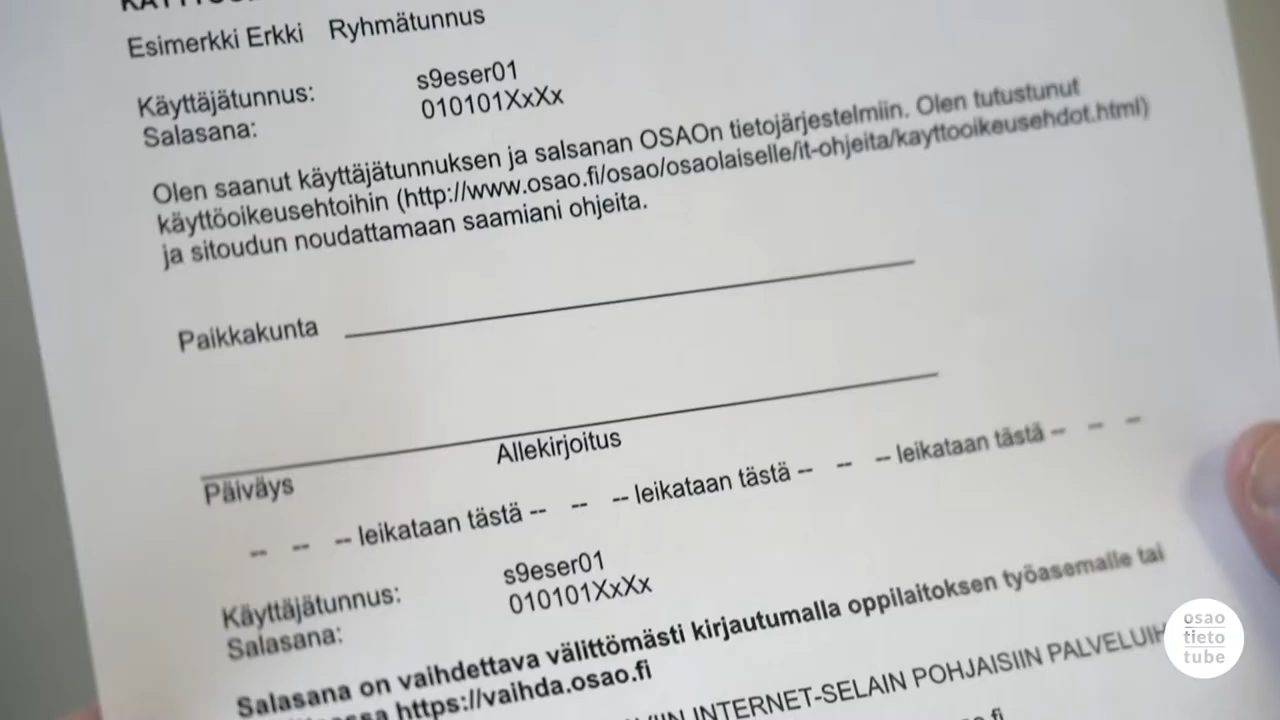 Esimerkki Erkki Ryhmätunnus
Käyttäjätunnus: s9eser01
Salasana: 010101XxXx
Olen saanut käyttäjätunnuksen ja salsanan OSAOn tietojärjestelmiin. Olen tutustunut
käyttöoikeusehtoihin (http://www.osao.fi/osao/osaolaiselle/it-ohjeita/kayttooikeusehdot.html)
ja sitoudun noudattamaan saamiani ohjeita.
Paikkakunta
Päiväys Allekirjoitus
-- -- -- leikataan tästä -- -- -- leikataan tästä -- -- -- leikataan tästä -- -- --
Käyttäjätunnus: s9eser01
Salasana: 010101XxXx
Salasana on vaihdettava välittömästi kirjautumalla oppilaitoksen työasemalle tai
https://vaihda.osao.fi
INTERNET-SELAIN POHJAISIIN
osao
tieto
tube